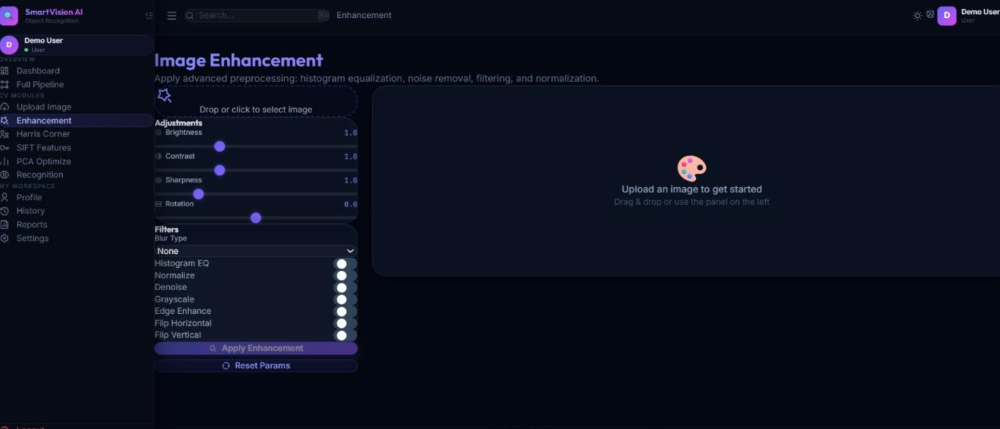 SmartVision AI
Object Recognition
Search...
Enhancement
Demo User
User
D
D
Demo User
User
OVERVIEW
Dashboard
Full Pipeline
CV MODULES
Upload Image
Enhancement
Harris Corner
SIFT Features
PCA Optimize
Recognition
MY WORKSPACE
Profile
History
Reports
Settings
Image Enhancement
Apply advanced preprocessing: histogram equalization, noise removal, filtering, and normalization.
Drop or click to select image
Adjustments
Brightness 1.0
Contrast 1.0
Sharpness 1.0
Rotation 0.0
Filters
Blur Type
None
Histogram EQ
Normalize
Denoise
Grayscale
Edge Enhance
Flip Horizontal
Flip Vertical
Apply Enhancement
Reset Params
Upload an image to get started
Drag & drop or use the panel on the left